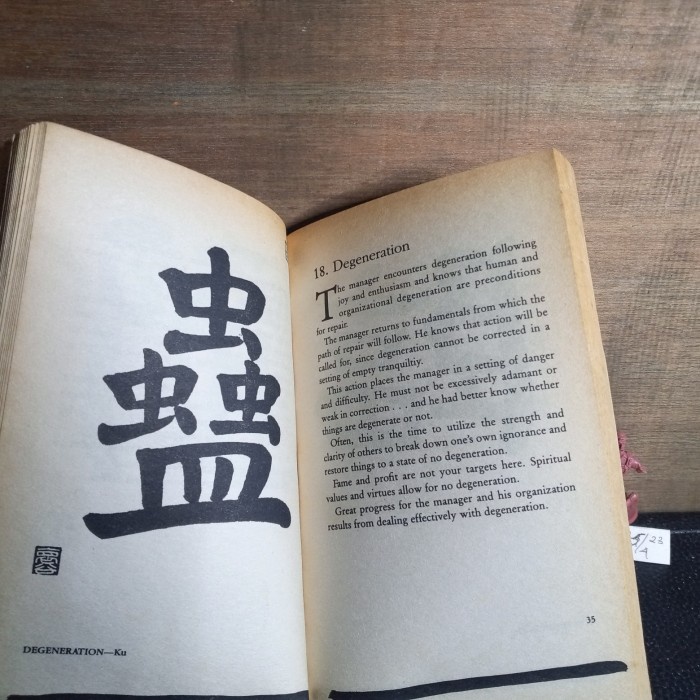 蠱
DEGENERATION—Ku
18. Degeneration
The manager encounters degeneration following
joy and enthusiasm and knows that human and
organizational degeneration are preconditions
for repair.
The manager returns to fundamentals from which the
path of repair will follow. He knows that action will be
called for, since degeneration cannot be corrected in a
setting of empty tranquiltiy.
This action places the manager in a setting of danger
and difficulty. He must not be excessively adamant or
weak in correction . . . and he had better know whether
things are degenerate or not.
Often, this is the time to utilize the strength and
clarity of others to break down one's own ignorance and
restore things to a state of no degeneration.
Fame and profit are not your targets here. Spiritual
values and virtues allow for no degeneration.
Great progress for the manager and his organization
results from dealing effectively with degeneration.
35
5/23
4